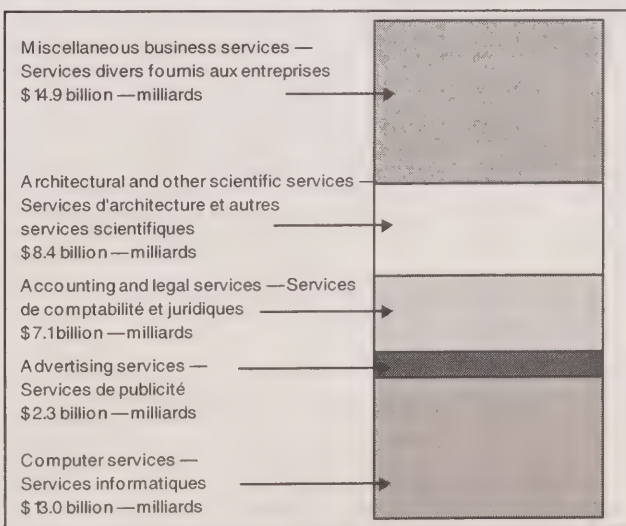 Miscellaneous business services —
Services divers fournis aux entreprises
$14.9 billion — milliards
Architectural and other scientific services —
Services d'architecture et autres
services scientifiques
$8.4 billion — milliards
Accounting and legal services — Services
de comptabilité et juridiques
$7.1 billion — milliards
Advertising services —
Services de publicité
$2.3 billion — milliards
Computer services —
Services informatiques
$13.0 billion — milliards